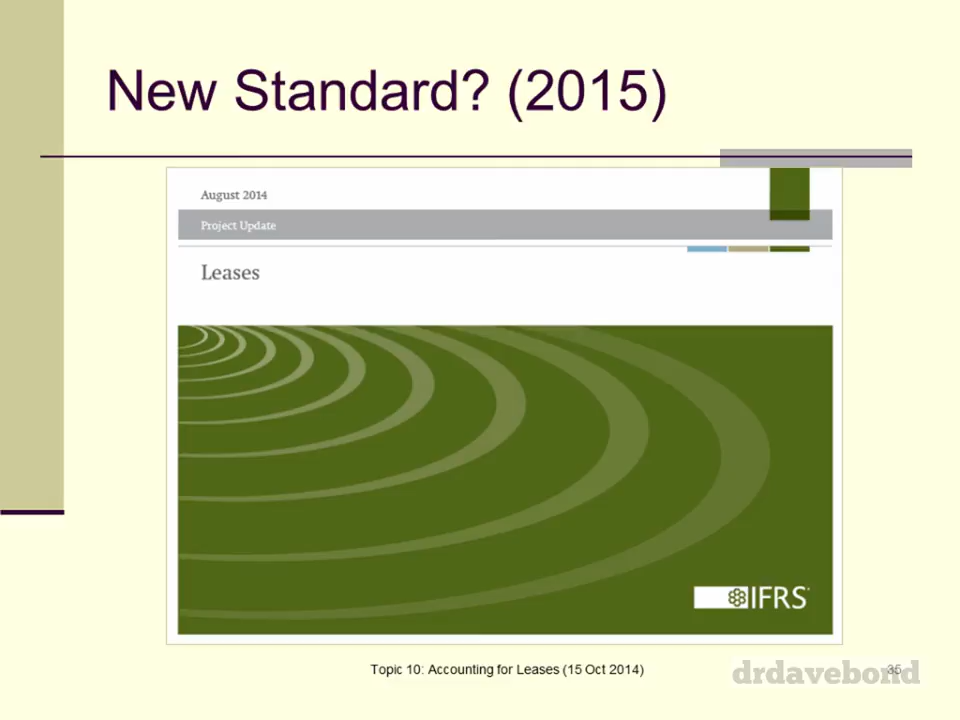 New Standard? (2015)
August 2014
Project Update
Leases
IFRS
Topic 10: Accounting for Leases (15 Oct 2014)
35
drdavebond